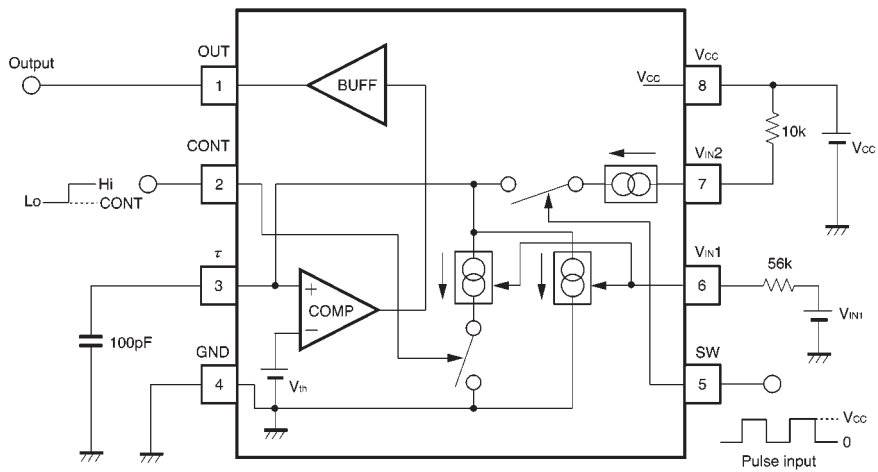 OUT
Output
1
BUFF
Vcc
Vcc
8
10k
Vcc
CONT
Hi
Lo
CONT
2
VIN2
7
τ
3
+
COMP
−
100pF
VIN1
6
56k
VIN1
GND
4
Vth
SW
5
Vcc
0
Pulse input